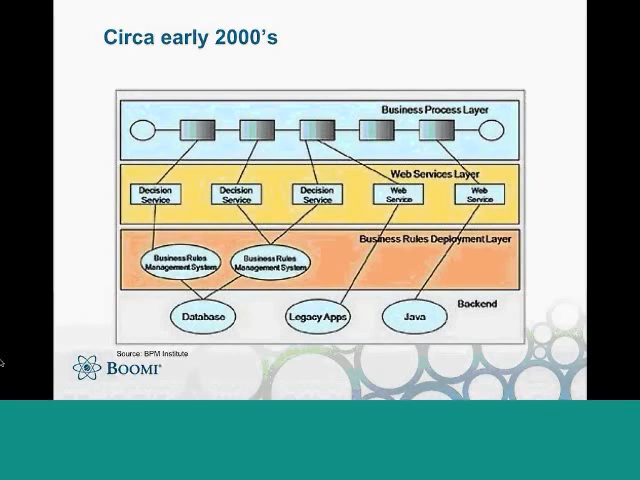 Circa early 2000's
Business Process Layer
Web Services Layer
Decision
Service
Decision
Service
Decision
Service
Web
Service
Web
Service
Business Rules Deployment Layer
Business Rules
Management System
Business Rules
Management System
Backend
Database
Legacy Apps
Java
Source: BPM Institute
BOOMI